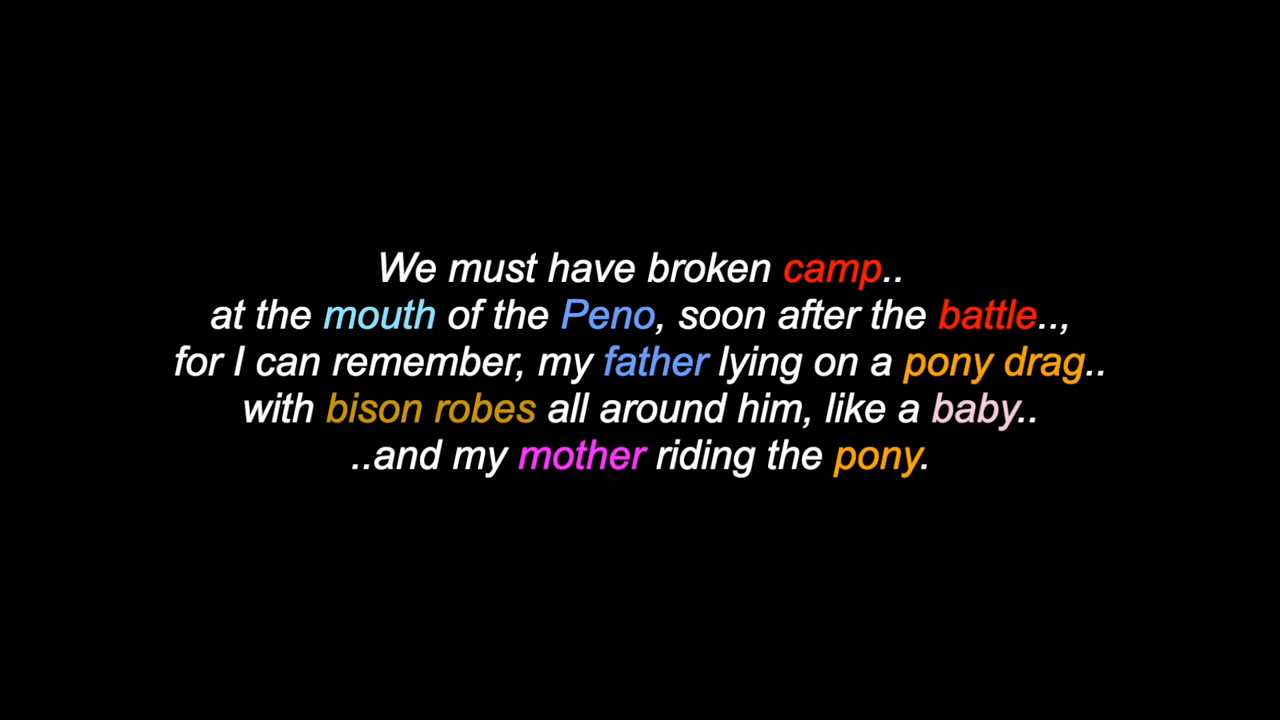 We must have broken camp..
at the mouth of the Peno, soon after the battle..,
for I can remember, my father lying on a pony drag..
with bison robes all around him, like a baby..
..and my mother riding the pony.